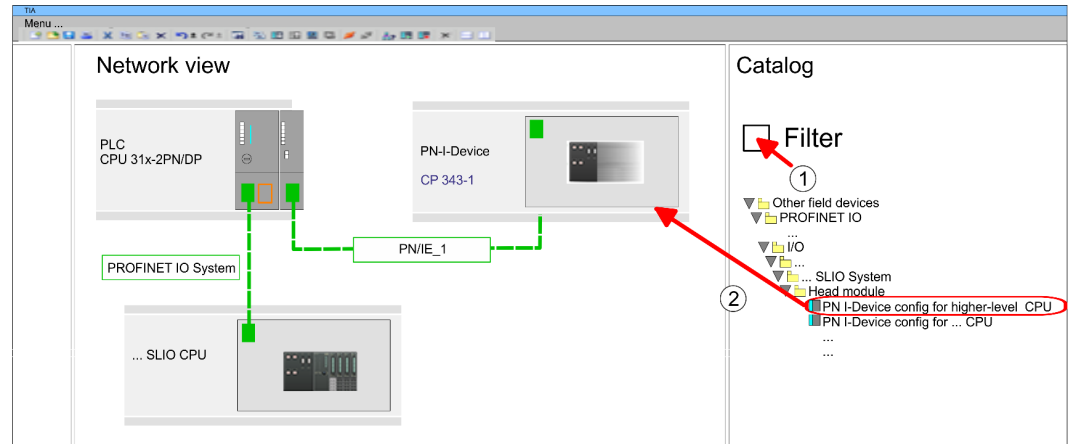 TIA
Menu ...
Network view
Catalog
PLC
CPU 31x-2PN/DP
PN-I-Device
CP 343-1
Filter
1
Other field devices
PROFINET IO
...
I/O
...
... SLIO System
Head module
PN I-Device config for higher-level CPU
PN I-Device config for ... CPU
...
...
2
PN/IE_1
PROFINET IO System
... SLIO CPU